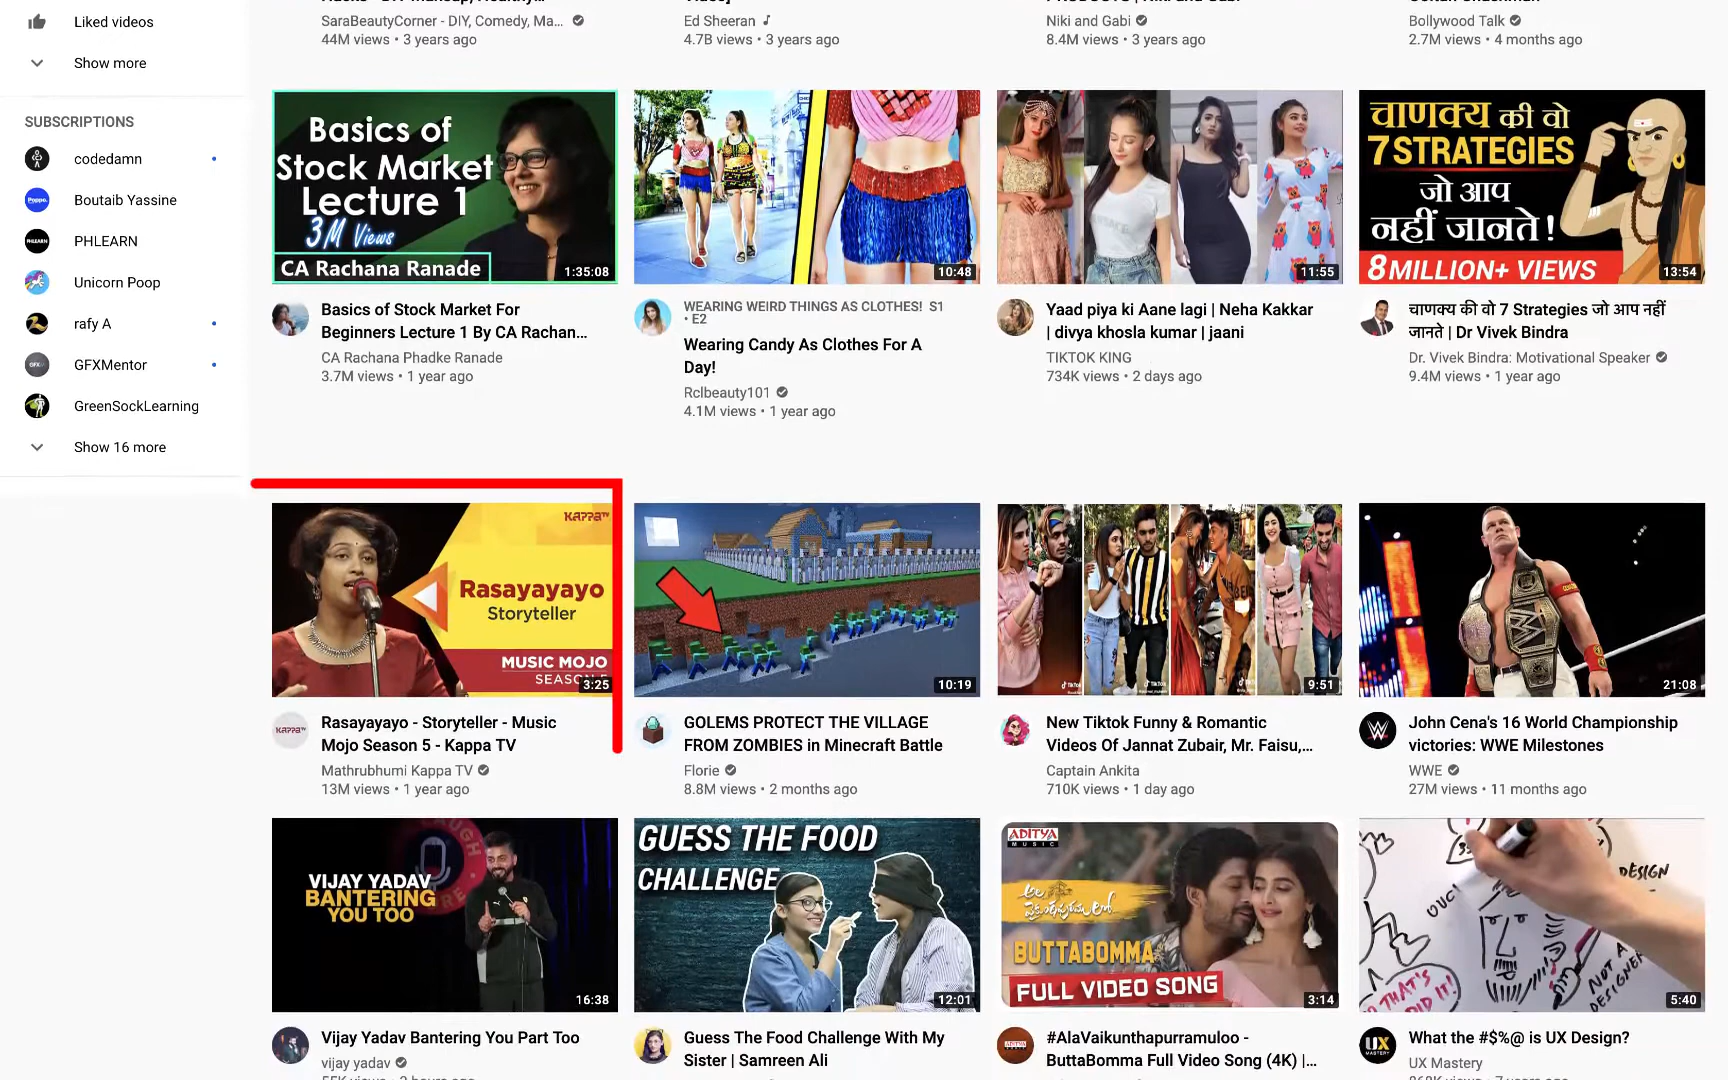 Liked videos
Show more
SUBSCRIPTIONS
codedamn
Boutaib Yassine
PHLEARN
Unicorn Poop
rafy A
GFXMentor
GreenSockLearning
Show 16 more
SaraBeautyCorner - DIY, Comedy, Ma...
44M views • 3 years ago
Ed Sheeran
4.7B views • 3 years ago
Niki and Gabi
8.4M views • 3 years ago
Bollywood Talk
2.7M views • 4 months ago
Basics of
Stock Market
Lecture 1
3M Views
CA Rachana Ranade
1:35:08
Basics of Stock Market For
Beginners Lecture 1 By CA Rachan...
CA Rachana Phadke Ranade
3.7M views • 1 year ago
10:48
WEARING WEIRD THINGS AS CLOTHES! S1
• E2
Wearing Candy As Clothes For A
Day!
Rclbeauty101
4.1M views • 1 year ago
11:55
Yaad piya ki Aane lagi | Neha Kakkar
| divya khosla kumar | jaani
TIKTOK KING
734K views • 2 days ago
चाणक्य की वो
7 STRATEGIES
जो आप
नहीं जानते!
8 MILLION+ VIEWS
13:54
चाणक्य की वो 7 Strategies जो आप नहीं
जानते | Dr Vivek Bindra
Dr. Vivek Bindra: Motivational Speaker
9.4M views • 1 year ago
KAPPA TV
Rasayayayo
Storyteller
MUSIC MOJO
3:25
Rasayayayo - Storyteller - Music
Mojo Season 5 - Kappa TV
Mathrubhumi Kappa TV
13M views • 1 year ago
10:19
GOLEMS PROTECT THE VILLAGE
FROM ZOMBIES in Minecraft Battle
Florie
8.8M views • 2 months ago
TikTok
9:51
New Tiktok Funny & Romantic
Videos Of Jannat Zubair, Mr. Faisu,...
Captain Ankita
710K views • 1 day ago
21:08
John Cena's 16 World Championship
victories: WWE Milestones
WWE
27M views • 11 months ago
VIJAY YADAV
BANTERING
YOU TOO
16:38
Vijay Yadav Bantering You Part Too
vijay yadav
GUESS THE FOOD
CHALLENGE
12:01
Guess The Food Challenge With My
Sister | Samreen Ali
ADITYA
MUSIC
BUTTABOMMA
FULL VIDEO SONG
3:14
#AlaVaikunthapurramuloo -
ButtaBomma Full Video Song (4K) |...
DESIGN
THAT'S
NOT A
DESIGNER
5:40
What the #$%@ is UX Design?
UX Mastery